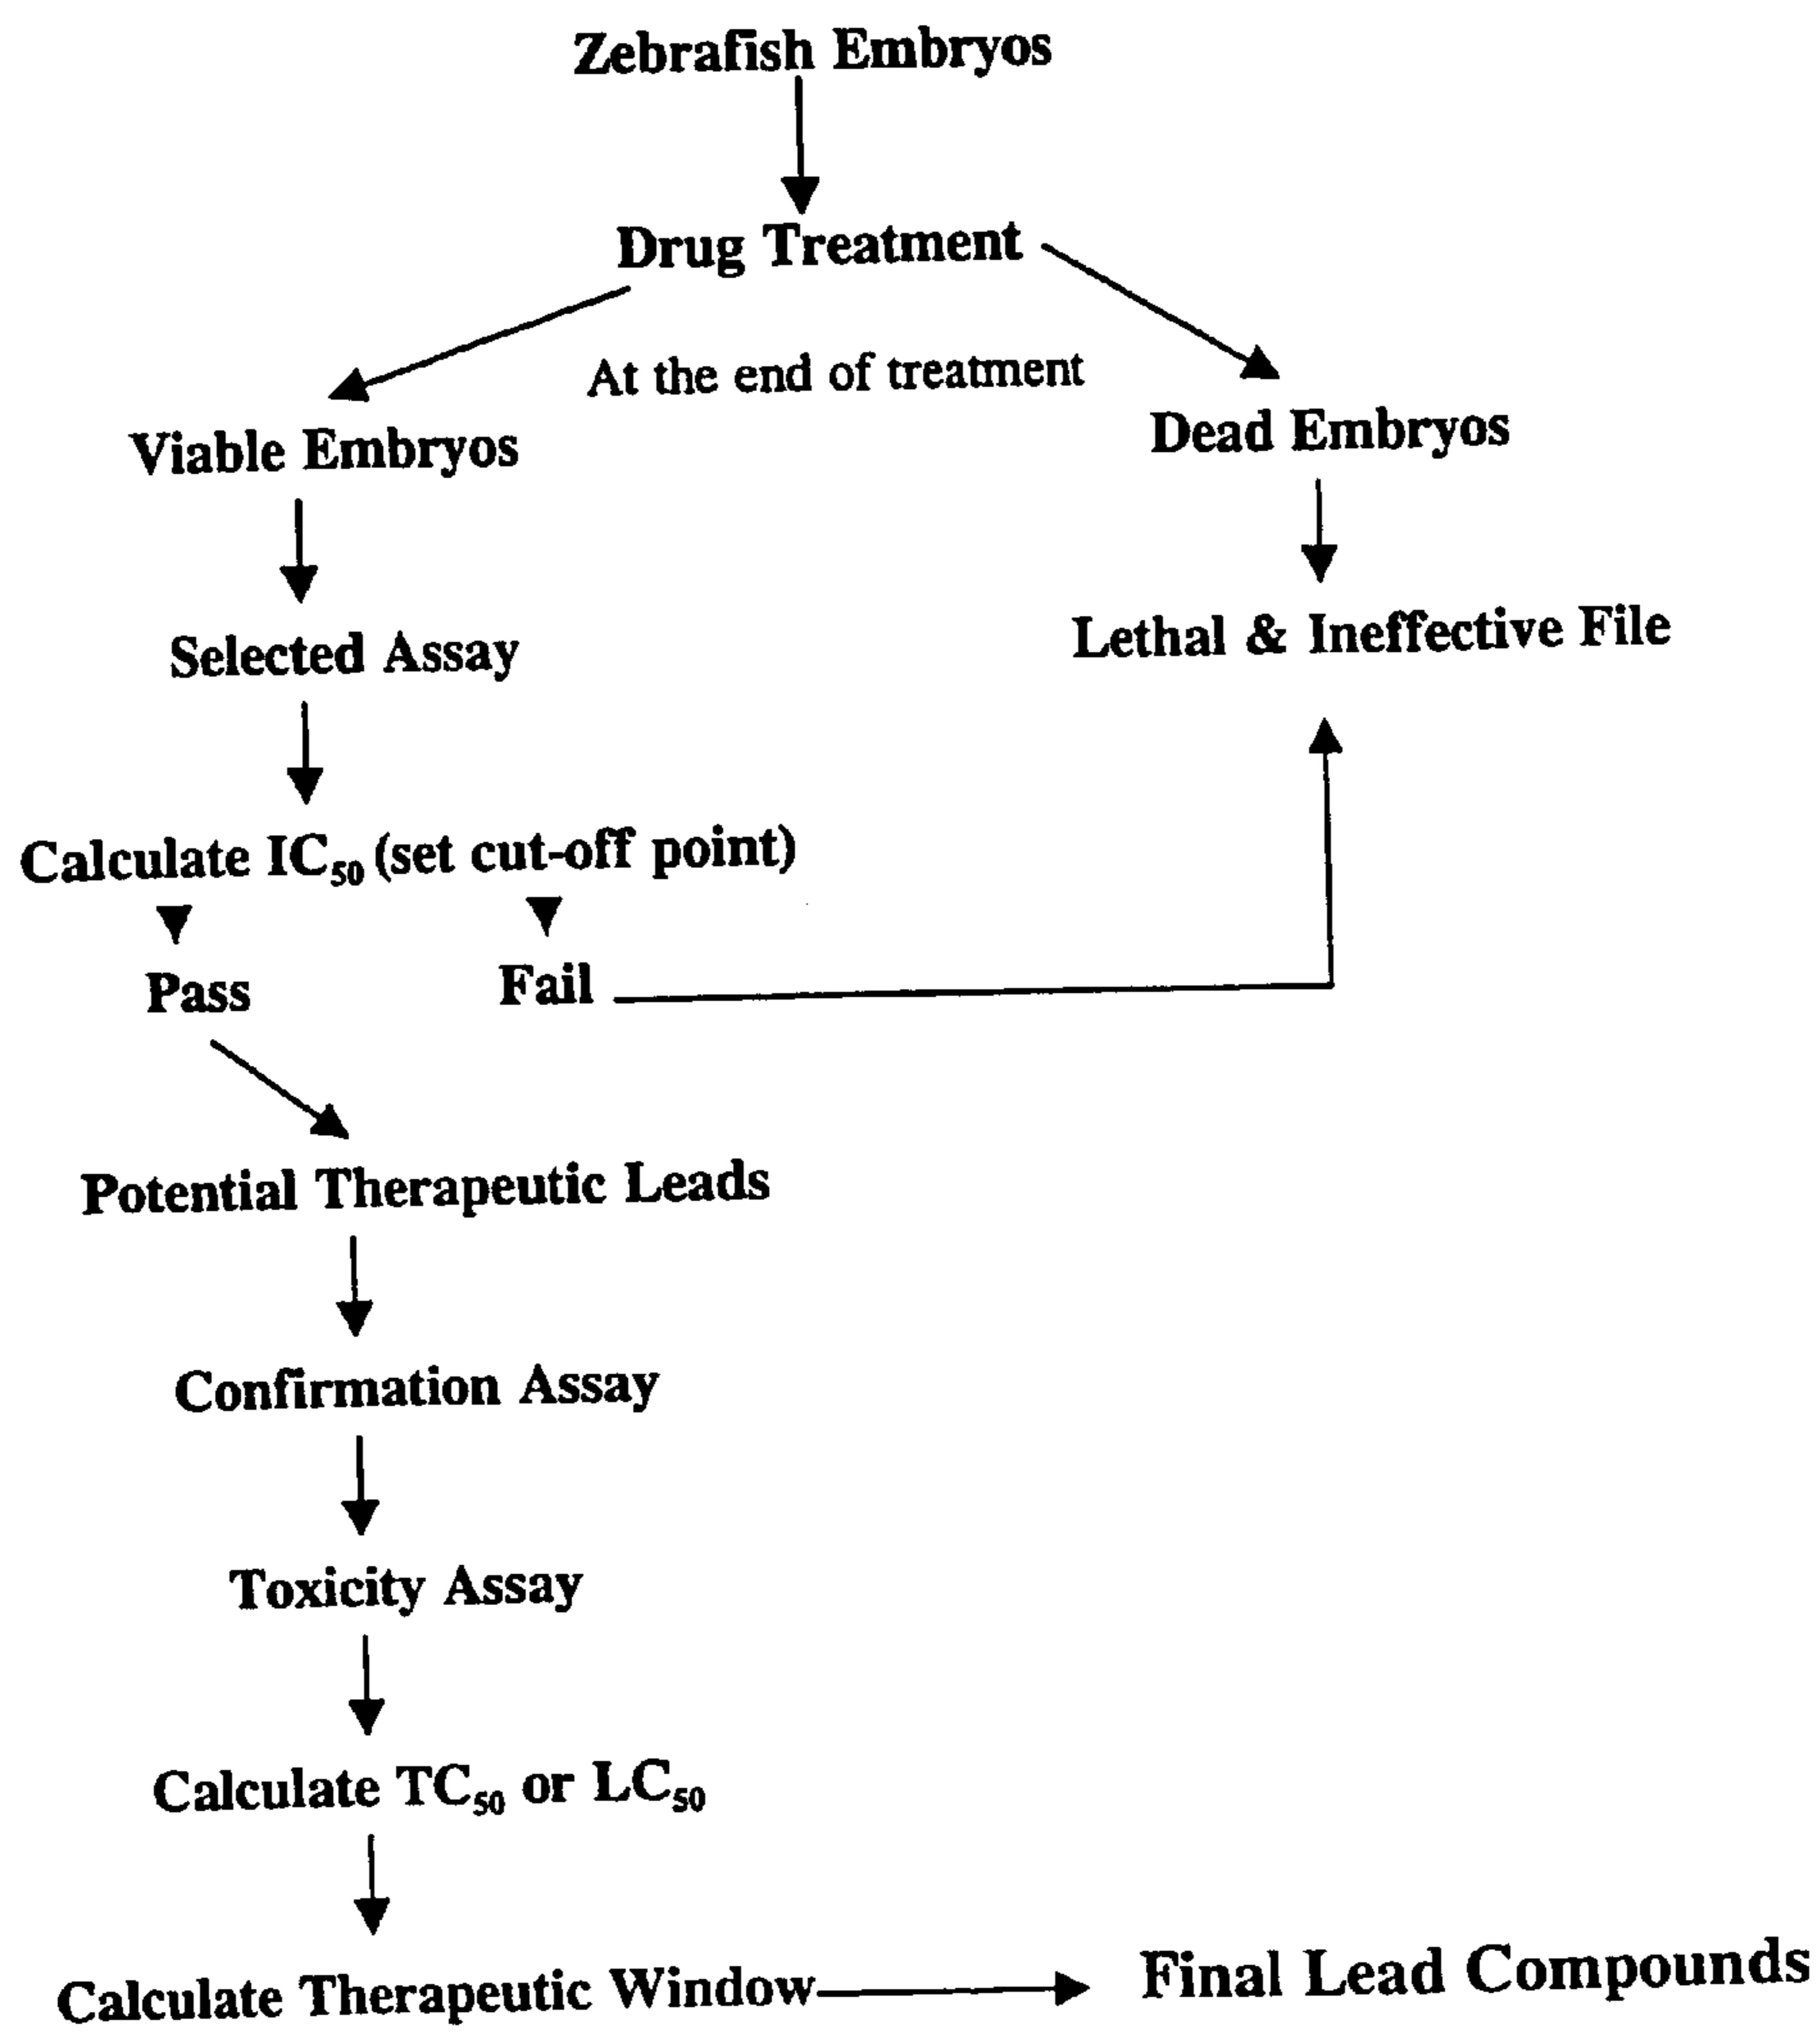 Zebrafish Embryos
Drug Treatment
At the end of treatment
Viable Embryos
Dead Embryos
Selected Assay
Lethal & Ineffective File
Calculate IC₅₀ (set cut-off point)
Pass
Fail
Potential Therapeutic Leads
Confirmation Assay
Toxicity Assay
Calculate TC₅₀ or LC₅₀
Calculate Therapeutic Window
Final Lead Compounds